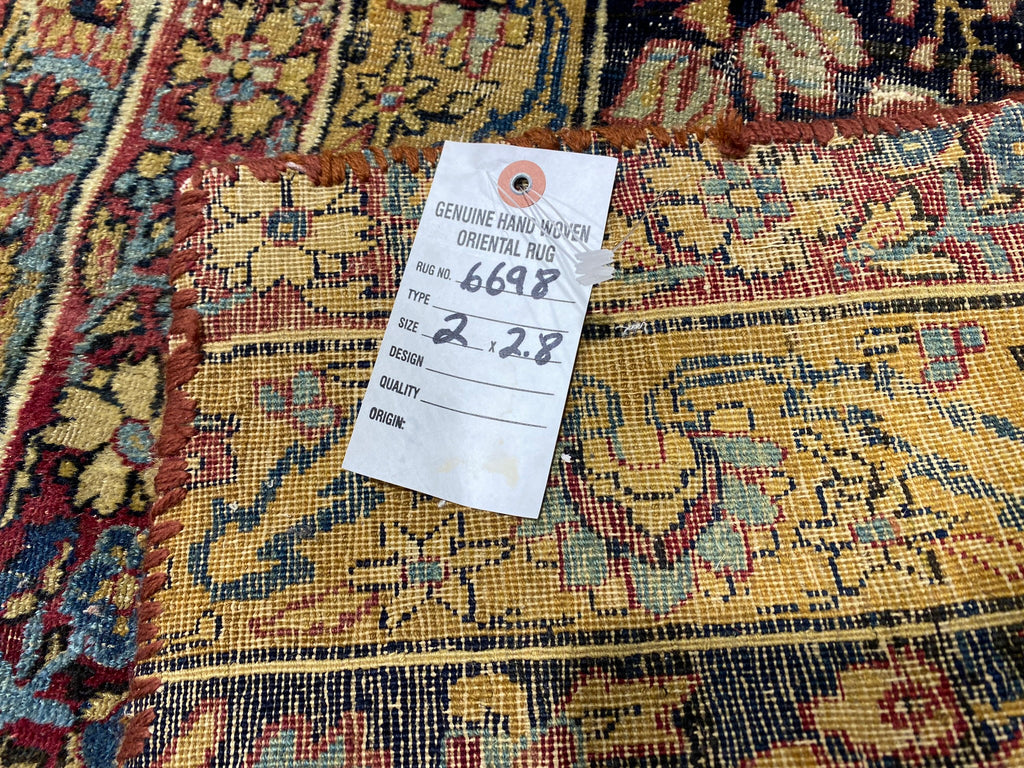 GENUINE HAND WOVEN
ORIENTAL RUG
RUG NO. 6698
TYPE
SIZE 2 X 2.8
DESIGN
QUALITY
ORIGIN: